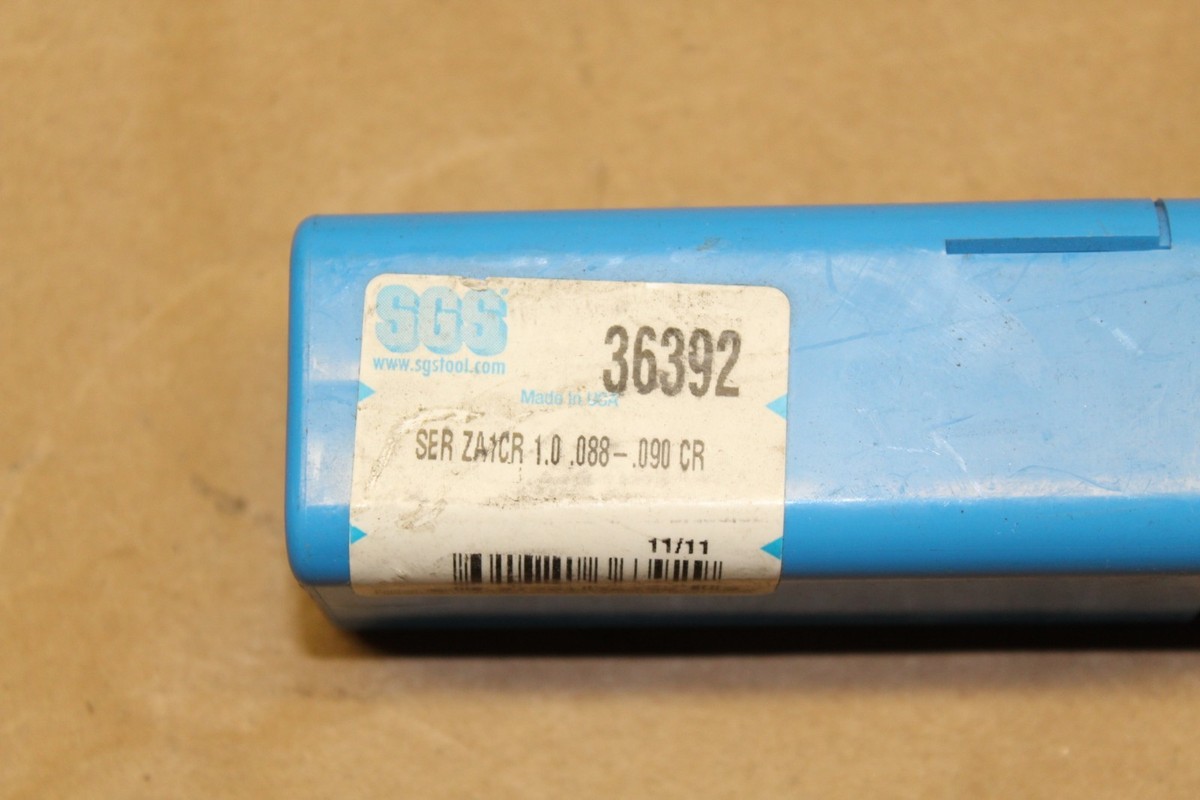 SGS
36392
www.sgstool.com
Made in USA
SER ZA1CR 1.0 .088-.090 CR
11/11